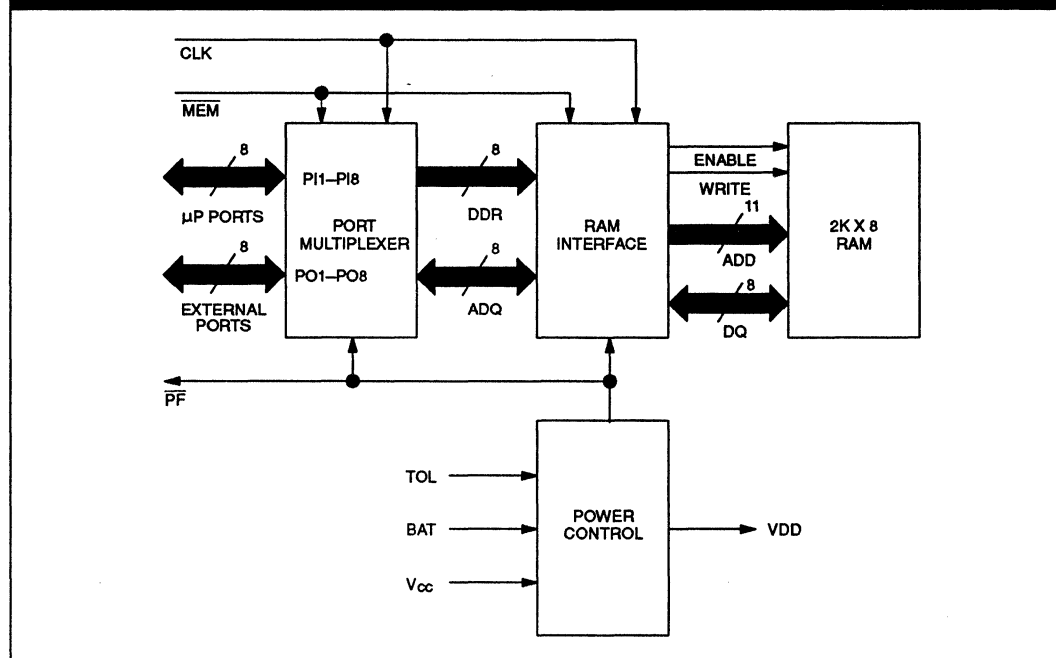 CLK
MEM
8
PI1–PI8
µP PORTS
8
DDR
ENABLE
WRITE
PORT
MULTIPLEXER
RAM
INTERFACE
11
ADD
2K X 8
RAM
8
PO1–PO8
EXTERNAL
PORTS
8
ADQ
8
DQ
PF
TOL
BAT
VCC
POWER
CONTROL
VDD